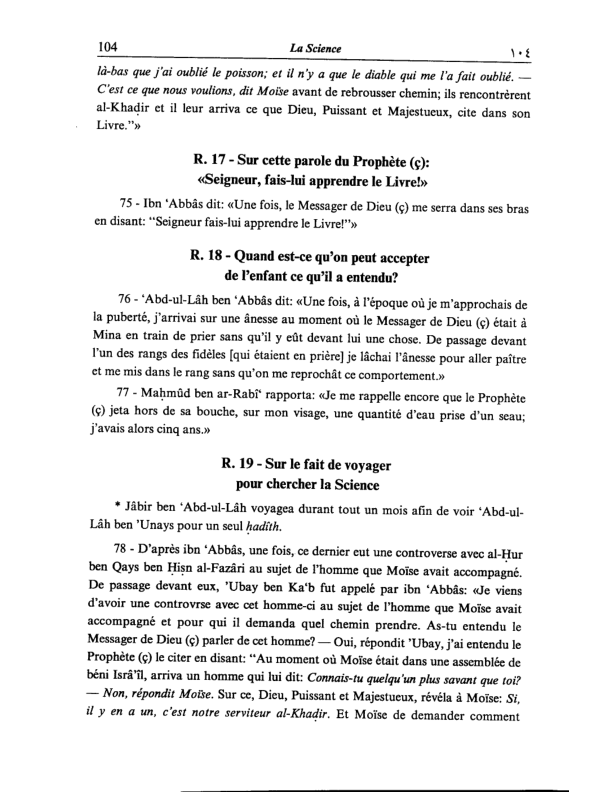 104 La Science ١٠٤
là-bas que j'ai oublié le poisson; et il n'y a que le diable qui me l'a fait oublié. —
C'est ce que nous voulions, dit Moïse avant de rebrousser chemin; ils rencontrèrent
al-Khaḍir et il leur arriva ce que Dieu, Puissant et Majestueux, cite dans son
Livre."»
R. 17 - Sur cette parole du Prophète (ç):
«Seigneur, fais-lui apprendre le Livre!»
75 - Ibn ‘Abbâs dit: «Une fois, le Messager de Dieu (ç) me serra dans ses bras
en disant: "Seigneur fais-lui apprendre le Livre!"»
R. 18 - Quand est-ce qu'on peut accepter
de l'enfant ce qu'il a entendu?
76 - ‘Abd-ul-Lâh ben ‘Abbâs dit: «Une fois, à l'époque où je m'approchais de
la puberté, j'arrivai sur une ânesse au moment où le Messager de Dieu (ç) était à
Mina en train de prier sans qu'il y eût devant lui une chose. De passage devant
l'un des rangs des fidèles [qui étaient en prière] je lâchai l'ânesse pour aller paître
et me mis dans le rang sans qu'on me reprochât ce comportement.»
77 - Maḥmûd ben ar-Rabî‘ rapporta: «Je me rappelle encore que le Prophète
(ç) jeta hors de sa bouche, sur mon visage, une quantité d'eau prise d'un seau;
j'avais alors cinq ans.»
R. 19 - Sur le fait de voyager
pour chercher la Science
* Jâbir ben ‘Abd-ul-Lâh voyagea durant tout un mois afin de voir ‘Abd-ul-
Lâh ben ’Unays pour un seul ḥadîth.
78 - D'après ibn ‘Abbâs, une fois, ce dernier eut une controverse avec al-Ḥur
ben Qays ben Ḥiṣn al-Fazâri au sujet de l'homme que Moïse avait accompagné.
De passage devant eux, ’Ubay ben Ka‘b fut appelé par ibn ‘Abbâs: «Je viens
d'avoir une controvrse avec cet homme-ci au sujet de l'homme que Moïse avait
accompagné et pour qui il demanda quel chemin prendre. As-tu entendu le
Messager de Dieu (ç) parler de cet homme? — Oui, répondit ’Ubay, j'ai entendu le
Prophète (ç) le citer en disant: "Au moment où Moïse était dans une assemblée de
béni Isrâ’îl, arriva un homme qui lui dit: Connais-tu quelqu'un plus savant que toi?
— Non, répondit Moïse. Sur ce, Dieu, Puissant et Majestueux, révéla à Moïse: Si,
il y en a un, c'est notre serviteur al-Khaḍir. Et Moïse de demander comment